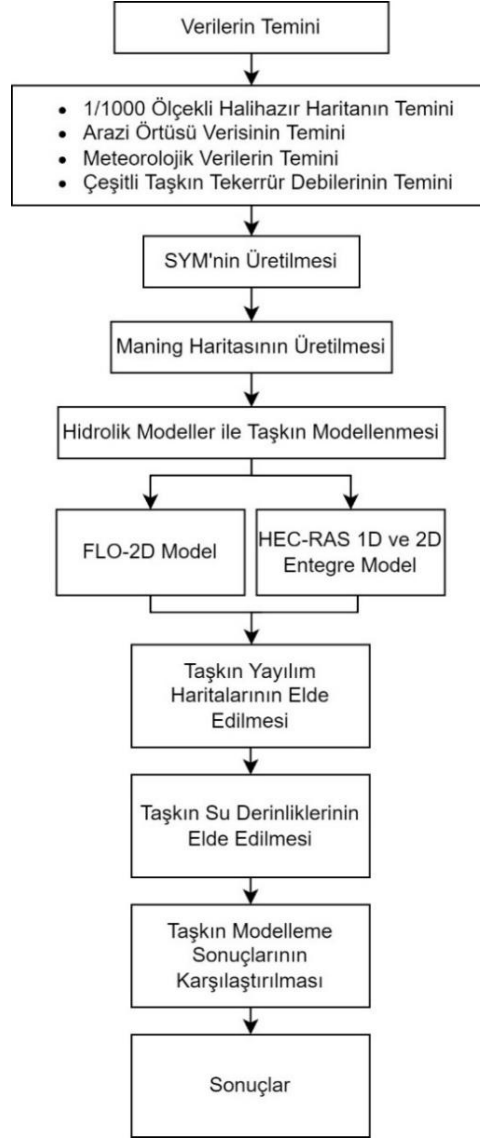 Verilerin Temini
• 1/1000 Ölçekli Halihazır Haritanın Temini
• Arazi Örtüsü Verisinin Temini
• Meteorolojik Verilerin Temini
• Çeşitli Taşkın Tekerrür Debilerinin Temini
SYM'nin Üretilmesi
Maning Haritasının Üretilmesi
Hidrolik Modeller ile Taşkın Modellenmesi
FLO-2D Model
HEC-RAS 1D ve 2D
Entegre Model
Taşkın Yayılım
Haritalarının Elde
Edilmesi
Taşkın Su Derinliklerinin
Elde Edilmesi
Taşkın Modelleme
Sonuçlarının
Karşılaştırılması
Sonuçlar